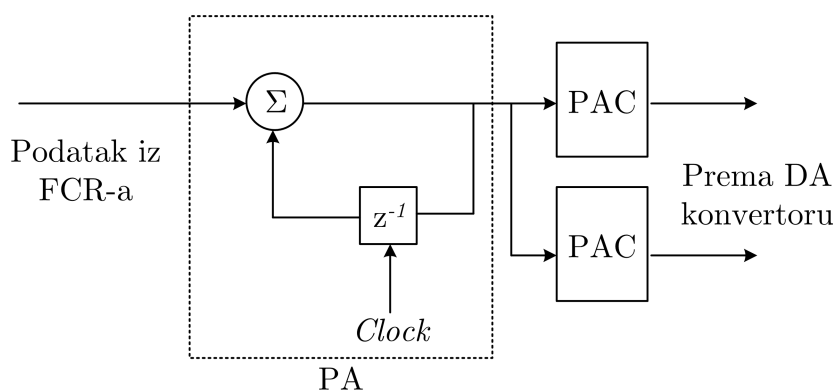 Σ
PAC
Podatak iz
FCR-a
Prema DA
konvertoru
z⁻¹
PAC
Clock
PA